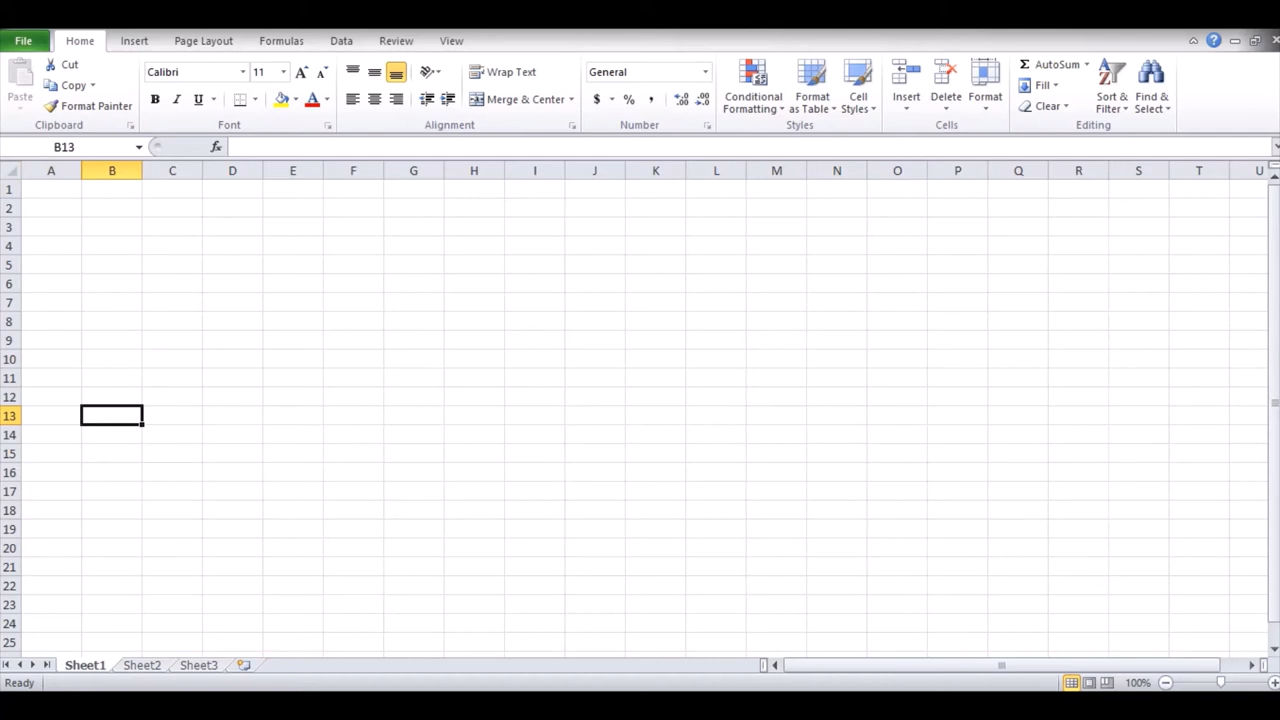 File Home Insert Page Layout Formulas Data Review View
Cut Calibri 11 Wrap Text General AutoSum
Copy Fill
Paste Format Painter B I U A Merge & Center $ % , Conditional Formatting Format as Table Cell Styles Insert Delete Format Clear Sort & Filter Find & Select
Clipboard Font Alignment Number Styles Cells Editing
B13 fx
A B C D E F G H I J K L M N O P Q R S T U
1
2
3
4
5
6
7
8
9
10
11
12
13
14
15
16
17
18
19
20
21
22
23
24
25
Sheet1 Sheet2 Sheet3
Ready 100%